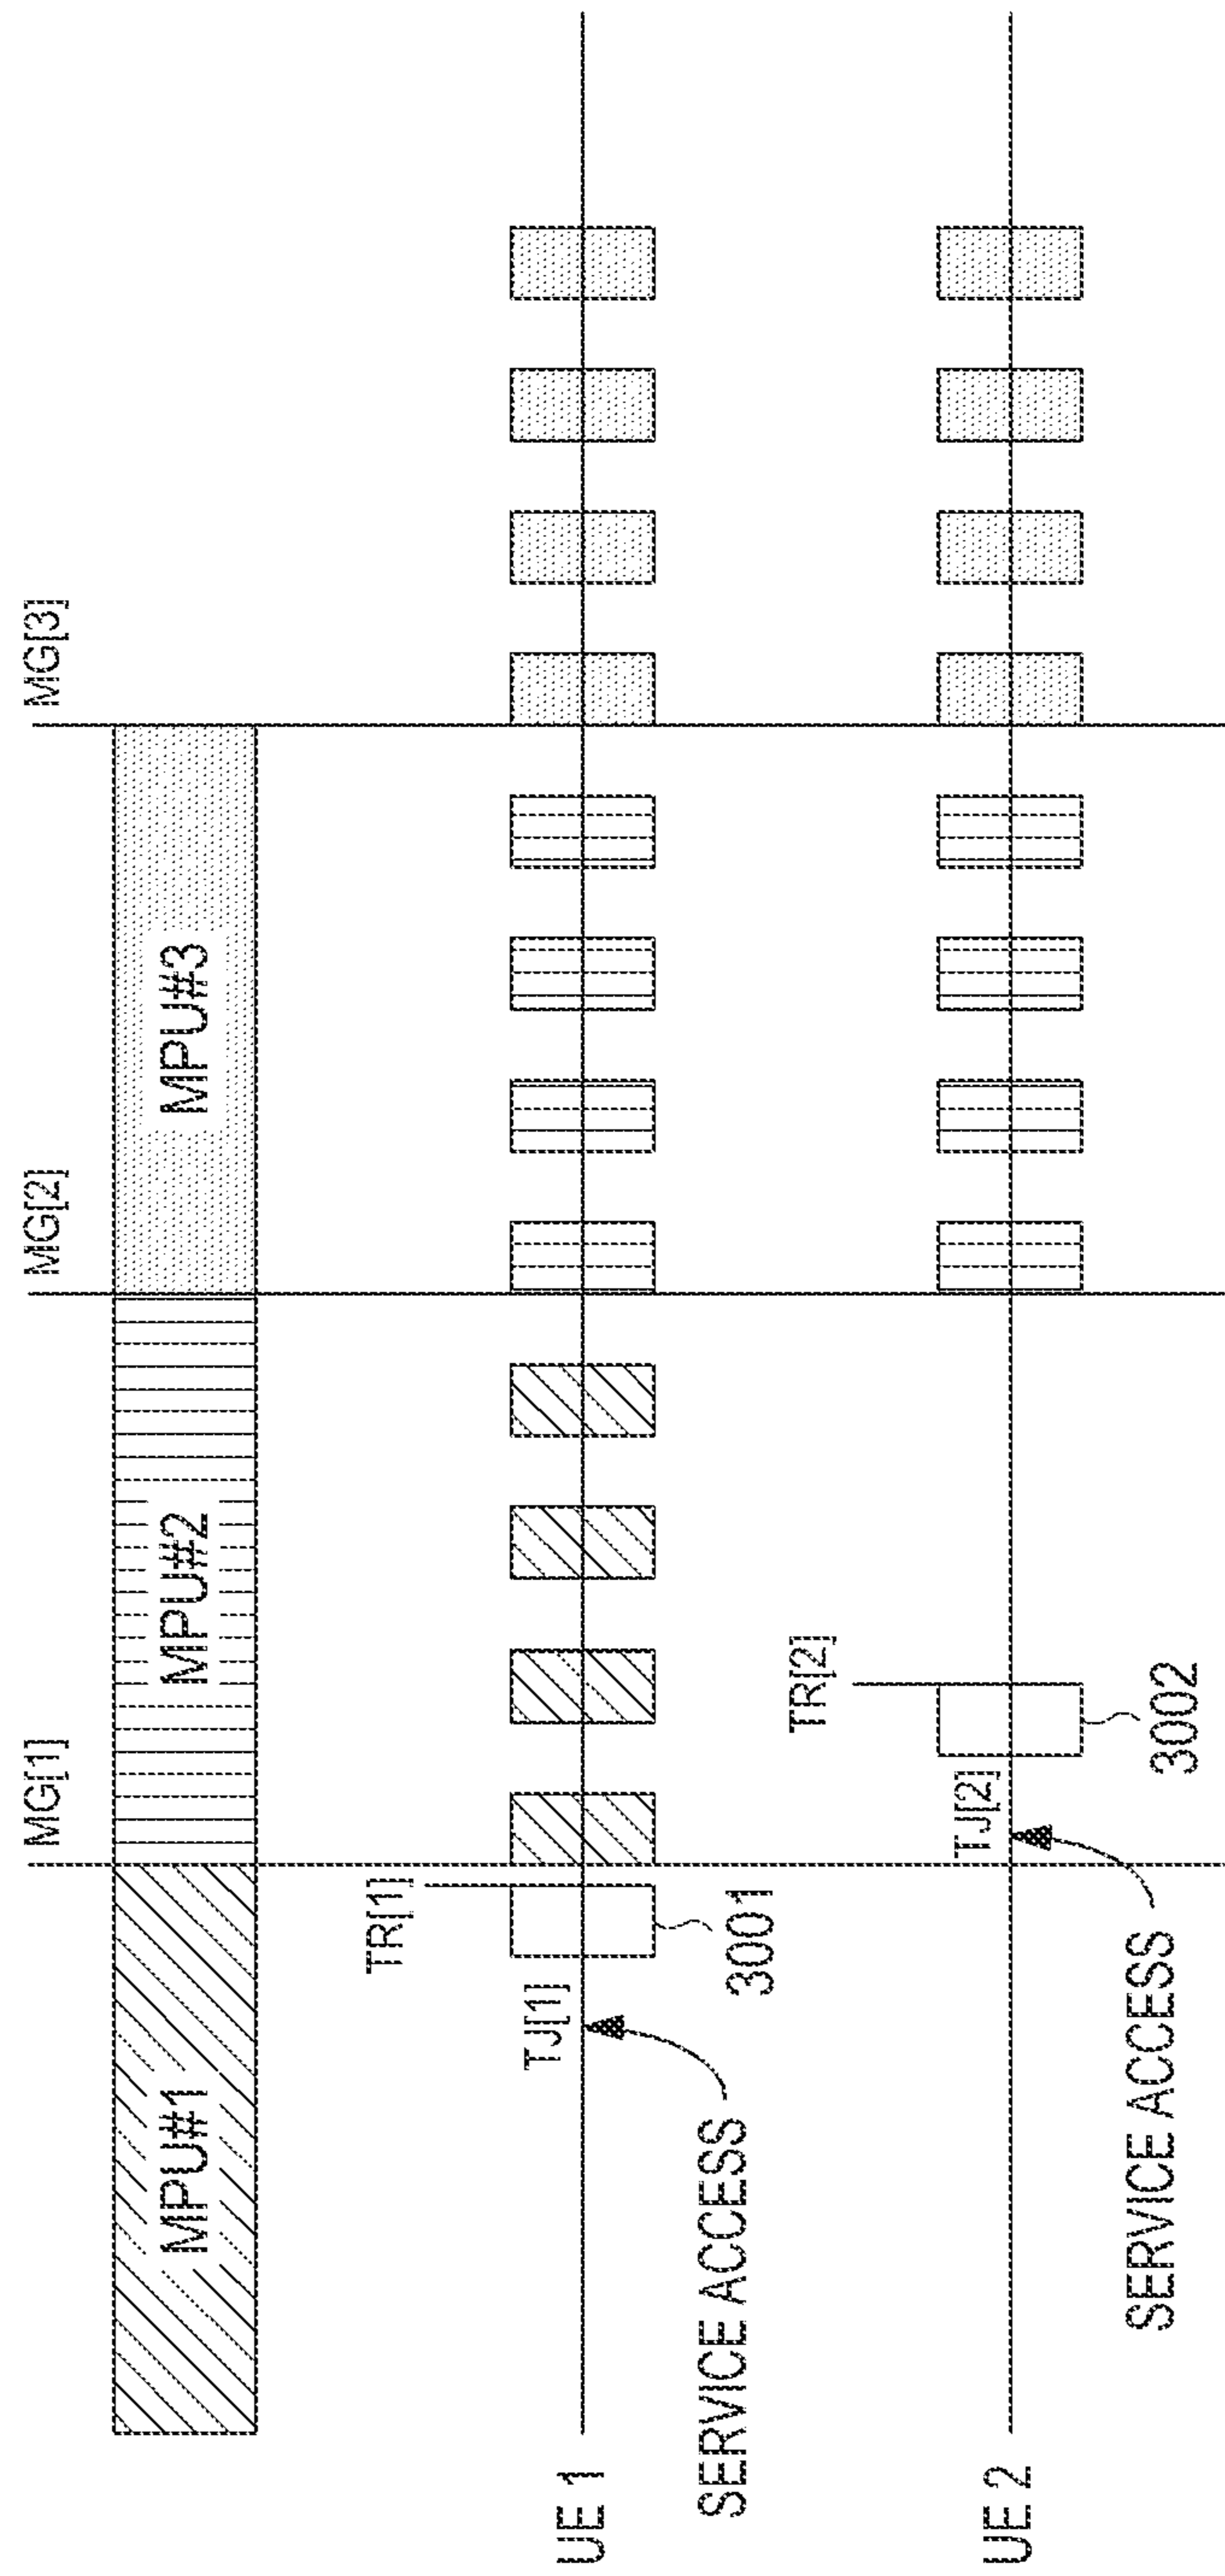 MG[1]
MG[2]
MG[3]
MPU#1
MPU#2
MPU#3
TR[1]
TJ[1]
UE 1
SERVICE ACCESS
3001
TR[2]
TJ[2]
UE 2
3002
SERVICE ACCESS